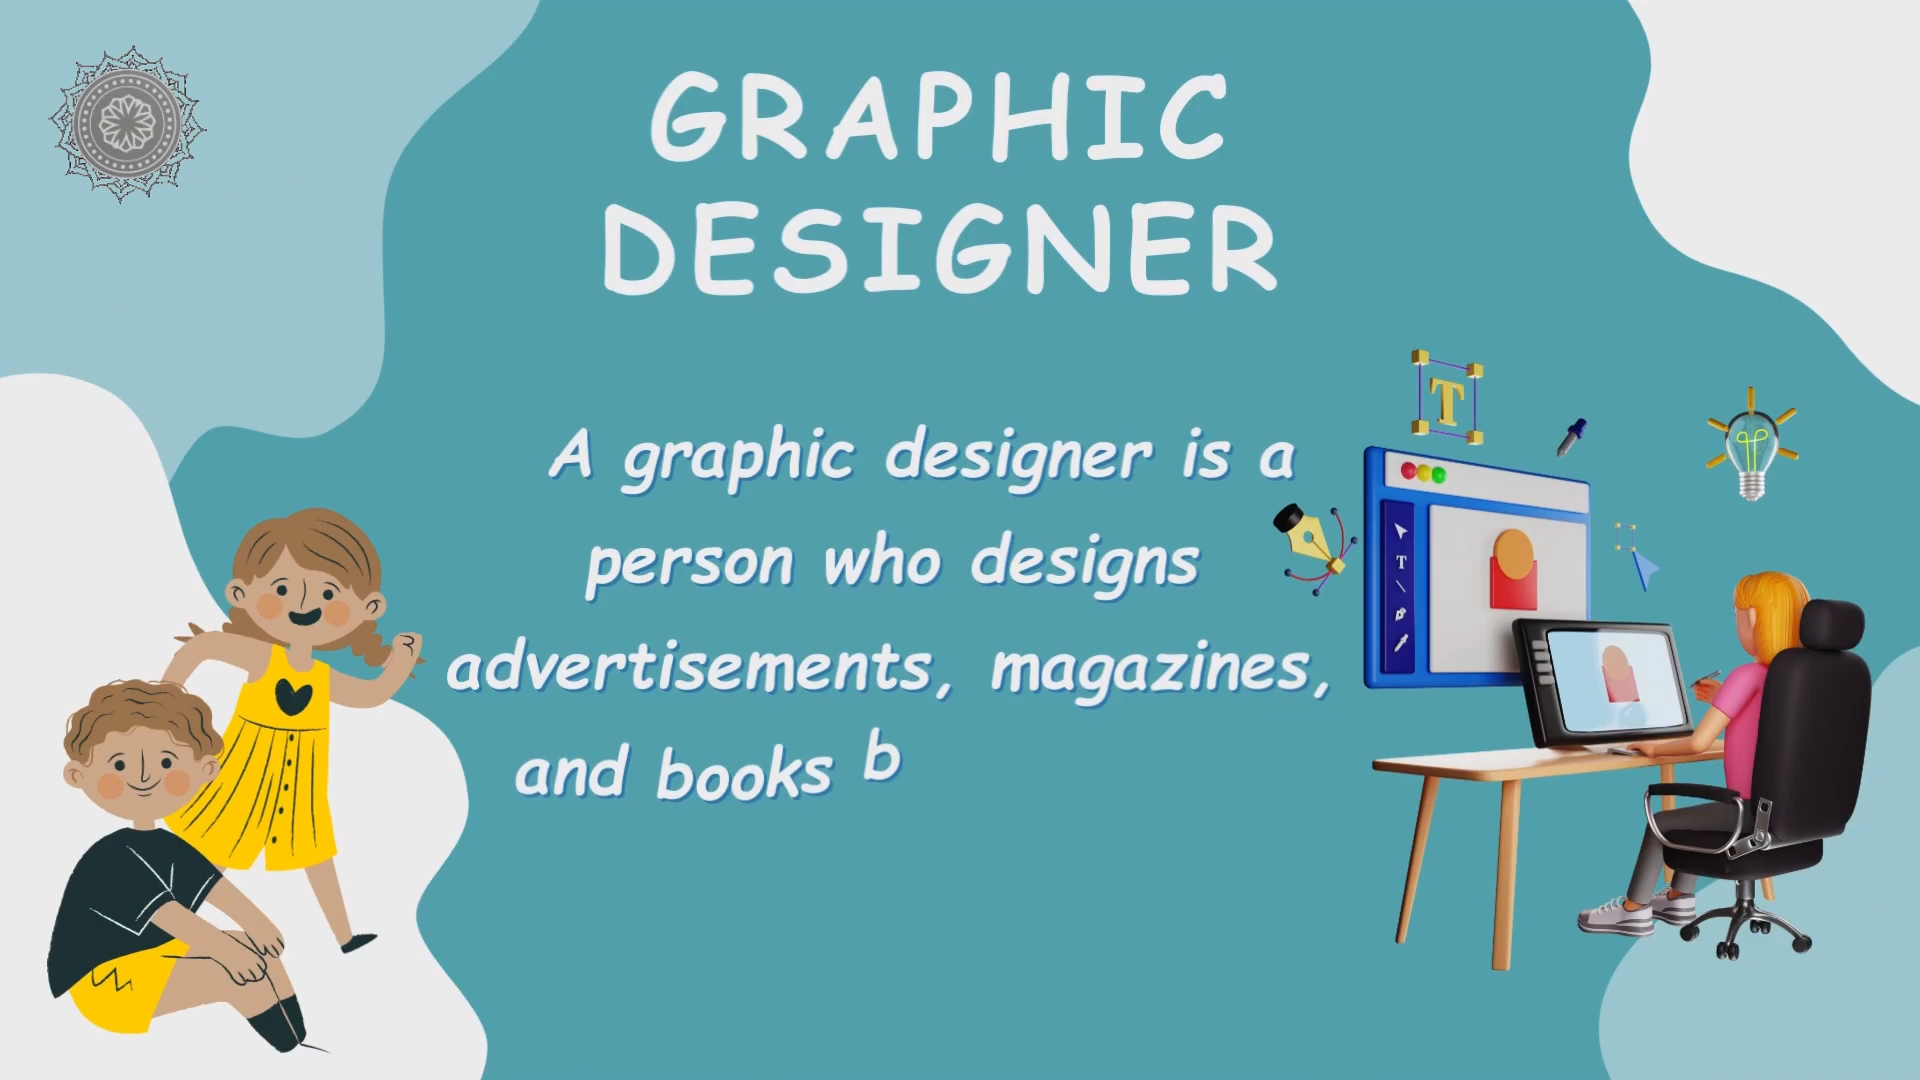 GRAPHIC
DESIGNER
A graphic designer is a
person who designs
advertisements, magazines,
and books b
T
T